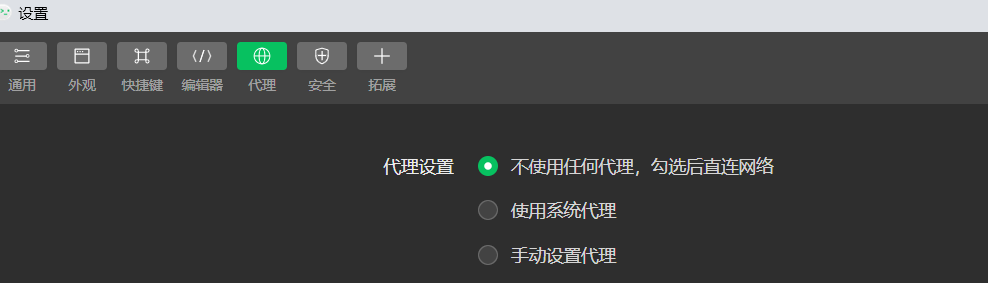 设置
通用 外观 快捷键 编辑器 代理 安全 拓展
代理设置 不使用任何代理，勾选后直连网络
使用系统代理
手动设置代理